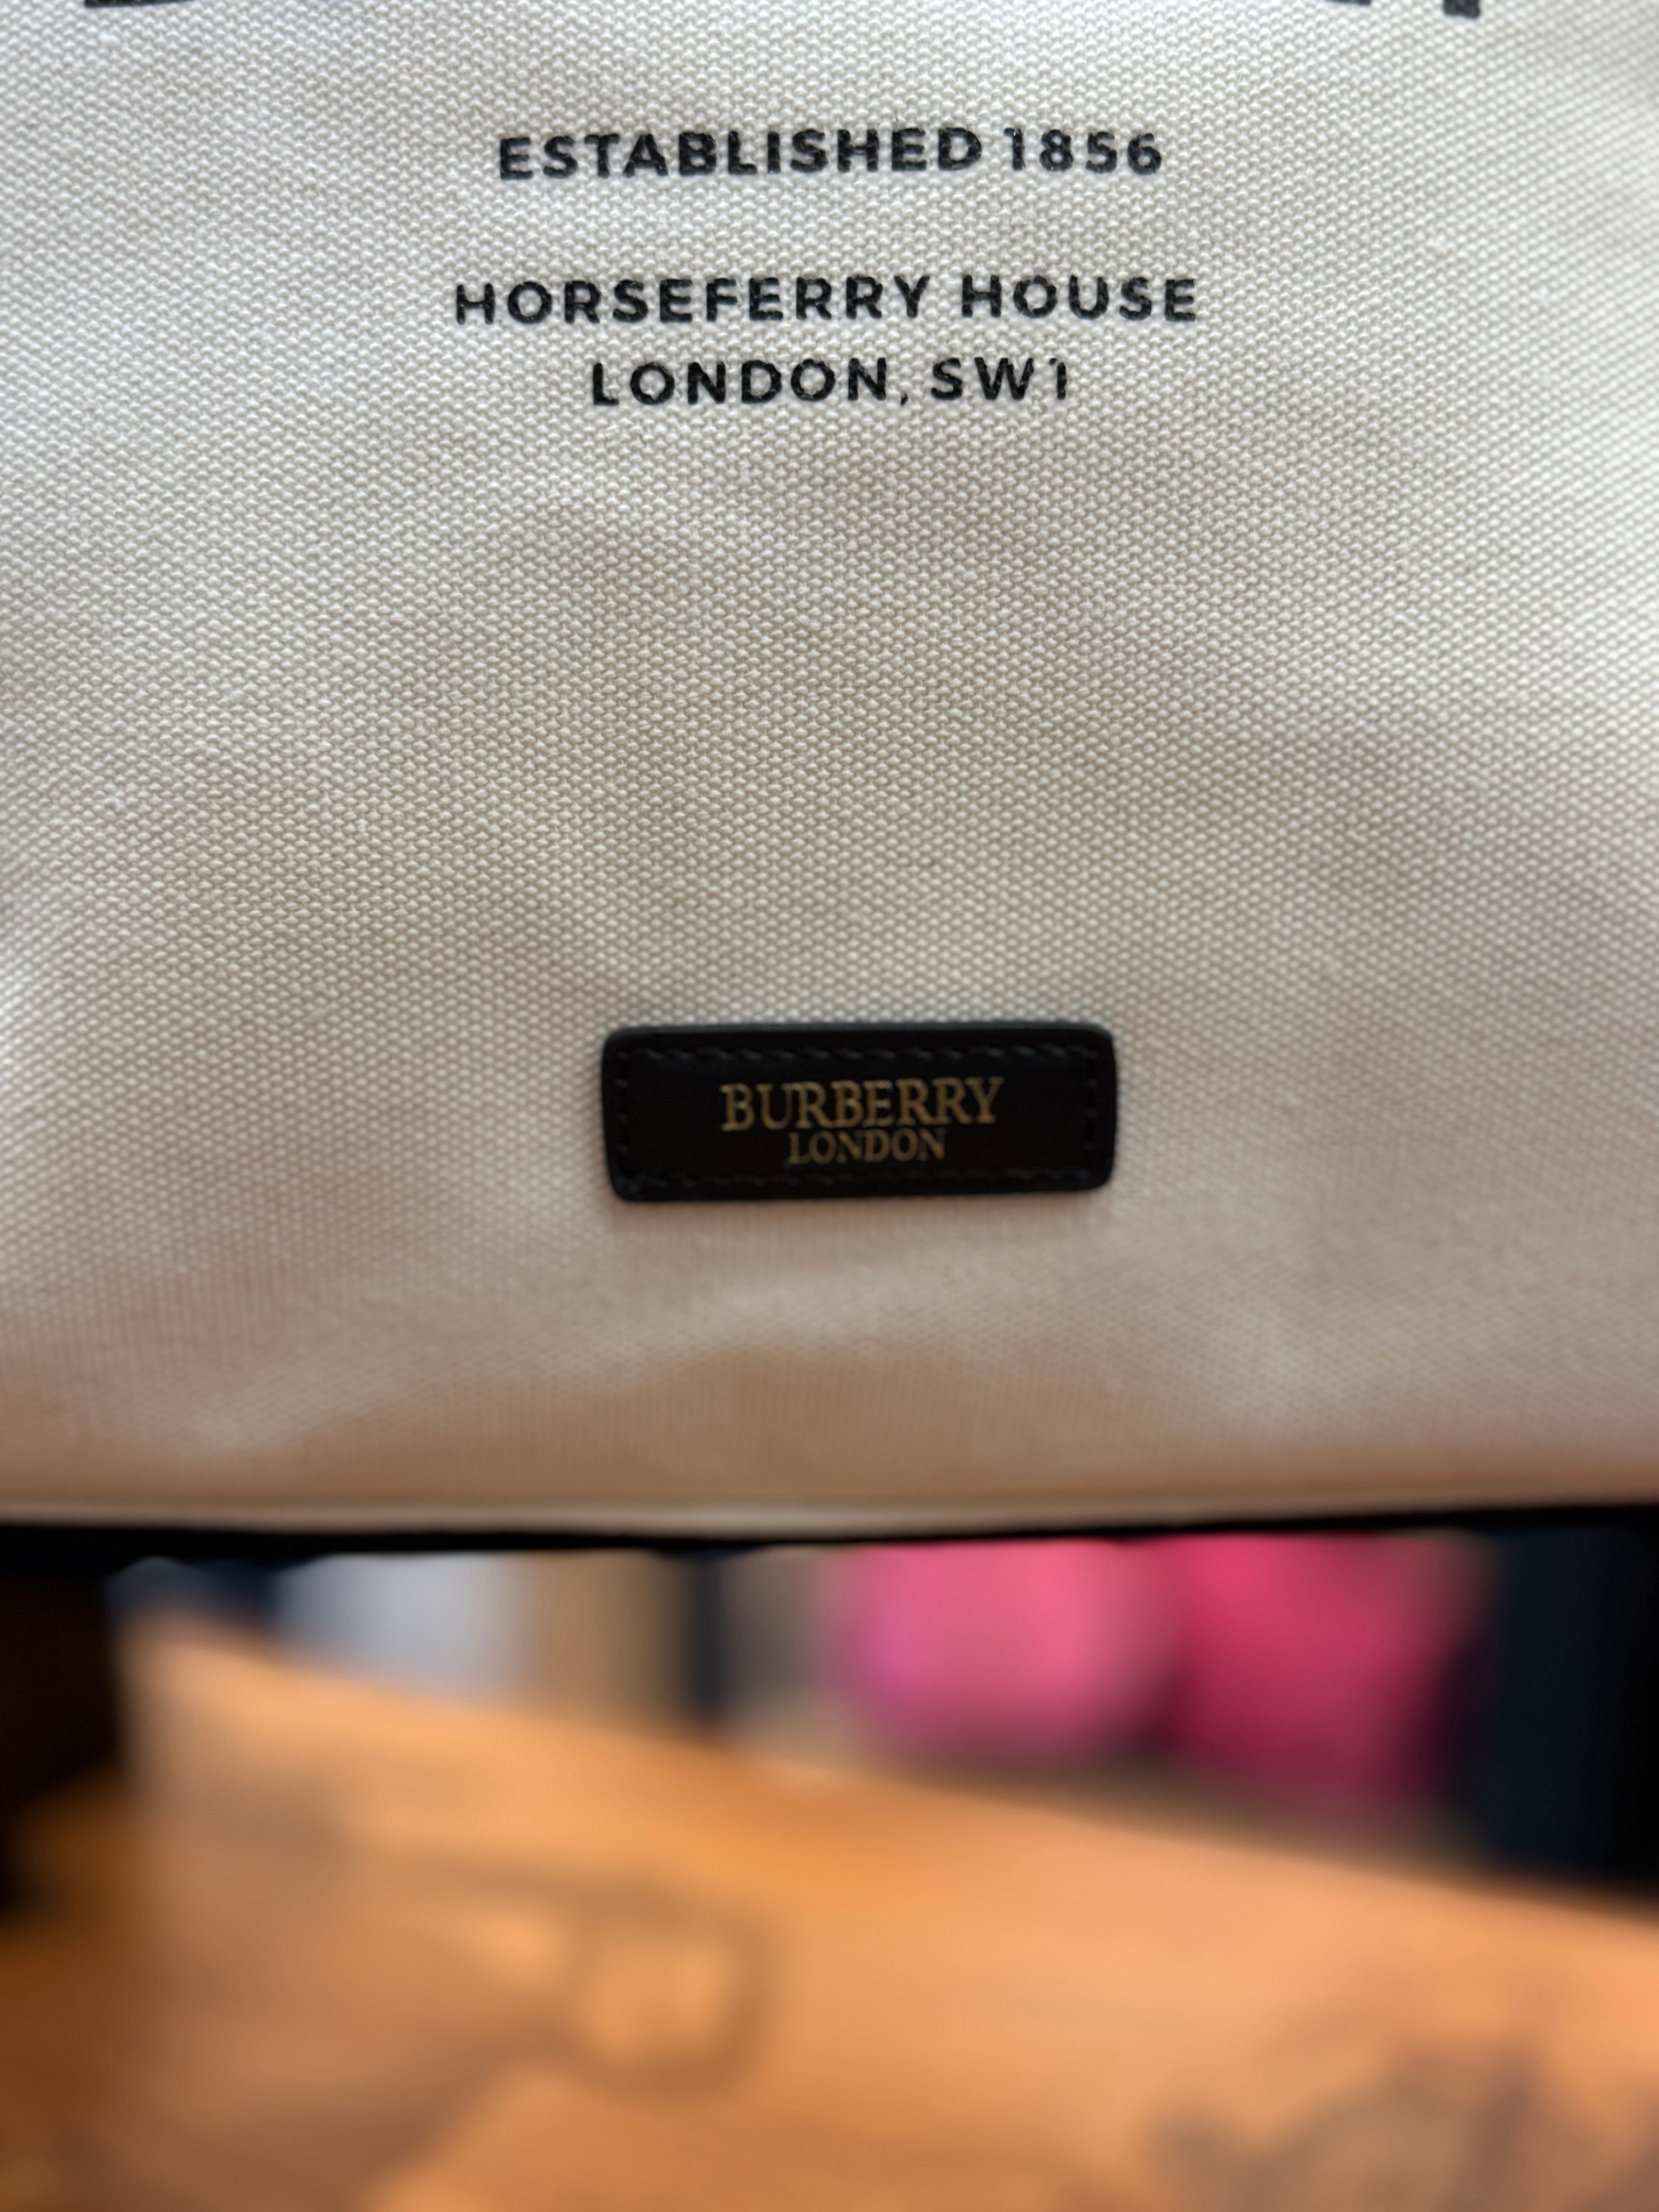 ESTABLISHED 1856
HORSEFERRY HOUSE
LONDON, SW1
BURBERRY
LONDON